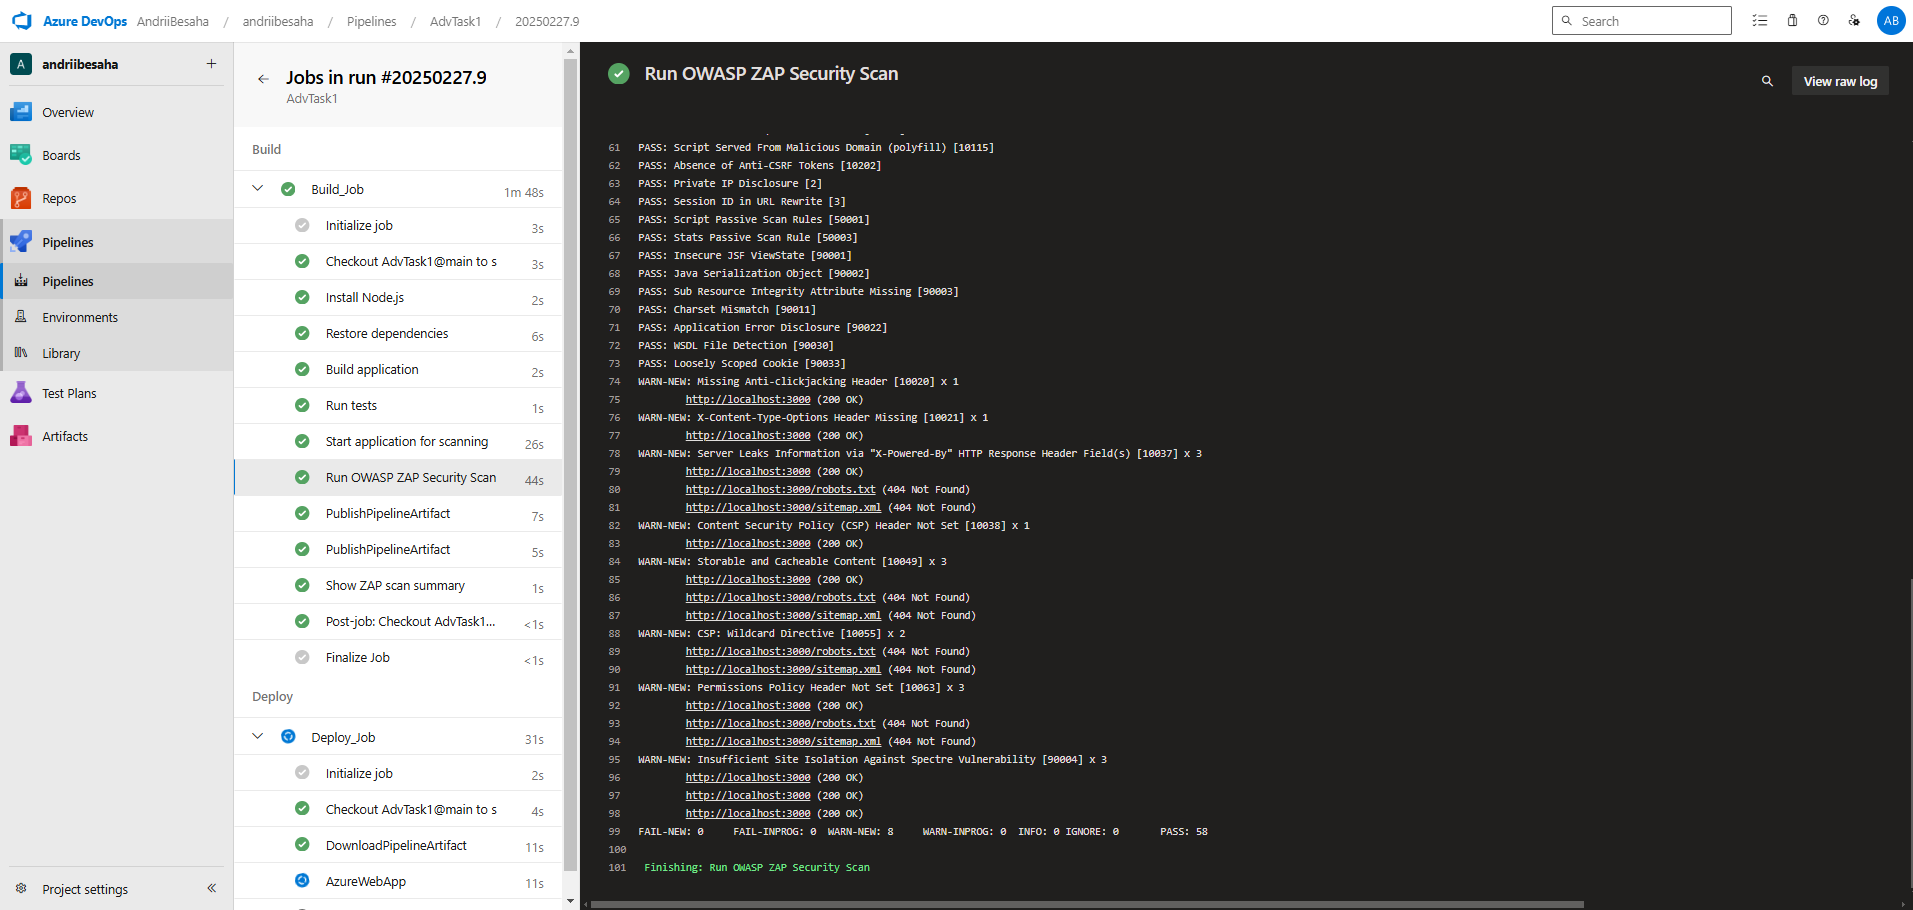 Azure DevOps AndriiBesaha / andriibesaha / Pipelines / AdvTask1 / 20250227.9
Search
AB
A andriibesaha +
Overview
Boards
Repos
Pipelines
Pipelines
Environments
Library
Test Plans
Artifacts
Project settings
Jobs in run #20250227.9
AdvTask1
Build
Build_Job 1m 48s
Initialize job 3s
Checkout AdvTask1@main to s 3s
Install Node.js 2s
Restore dependencies 6s
Build application 2s
Run tests 1s
Start application for scanning 26s
Run OWASP ZAP Security Scan 44s
PublishPipelineArtifact 7s
PublishPipelineArtifact 5s
Show ZAP scan summary 1s
Post-job: Checkout AdvTask1... <1s
Finalize Job <1s
Deploy
Deploy_Job 31s
Initialize job 2s
Checkout AdvTask1@main to s 4s
DownloadPipelineArtifact 11s
AzureWebApp 11s
Run OWASP ZAP Security Scan
View raw log
61 PASS: Script Served From Malicious Domain (polyfill) [10115]
62 PASS: Absence of Anti-CSRF Tokens [10202]
63 PASS: Private IP Disclosure [2]
64 PASS: Session ID in URL Rewrite [3]
65 PASS: Script Passive Scan Rules [50001]
66 PASS: Stats Passive Scan Rule [50003]
67 PASS: Insecure JSF ViewState [90001]
68 PASS: Java Serialization Object [90002]
69 PASS: Sub Resource Integrity Attribute Missing [90003]
70 PASS: Charset Mismatch [90011]
71 PASS: Application Error Disclosure [90022]
72 PASS: WSDL File Detection [90030]
73 PASS: Loosely Scoped Cookie [90033]
74 WARN-NEW: Missing Anti-clickjacking Header [10020] x 1
75 http://localhost:3000 (200 OK)
76 WARN-NEW: X-Content-Type-Options Header Missing [10021] x 1
77 http://localhost:3000 (200 OK)
78 WARN-NEW: Server Leaks Information via "X-Powered-By" HTTP Response Header Field(s) [10037] x 3
79 http://localhost:3000 (200 OK)
80 http://localhost:3000/robots.txt (404 Not Found)
81 http://localhost:3000/sitemap.xml (404 Not Found)
82 WARN-NEW: Content Security Policy (CSP) Header Not Set [10038] x 1
83 http://localhost:3000 (200 OK)
84 WARN-NEW: Storable and Cacheable Content [10049] x 3
85 http://localhost:3000 (200 OK)
86 http://localhost:3000/robots.txt (404 Not Found)
87 http://localhost:3000/sitemap.xml (404 Not Found)
88 WARN-NEW: CSP: Wildcard Directive [10055] x 2
89 http://localhost:3000/robots.txt (404 Not Found)
90 http://localhost:3000/sitemap.xml (404 Not Found)
91 WARN-NEW: Permissions Policy Header Not Set [10063] x 3
92 http://localhost:3000 (200 OK)
93 http://localhost:3000/robots.txt (404 Not Found)
94 http://localhost:3000/sitemap.xml (404 Not Found)
95 WARN-NEW: Insufficient Site Isolation Against Spectre Vulnerability [90004] x 3
96 http://localhost:3000 (200 OK)
97 http://localhost:3000 (200 OK)
98 http://localhost:3000 (200 OK)
99 FAIL-NEW: 0 FAIL-INPROG: 0 WARN-NEW: 8 WARN-INPROG: 0 INFO: 0 IGNORE: 0 PASS: 58
100
101 Finishing: Run OWASP ZAP Security Scan